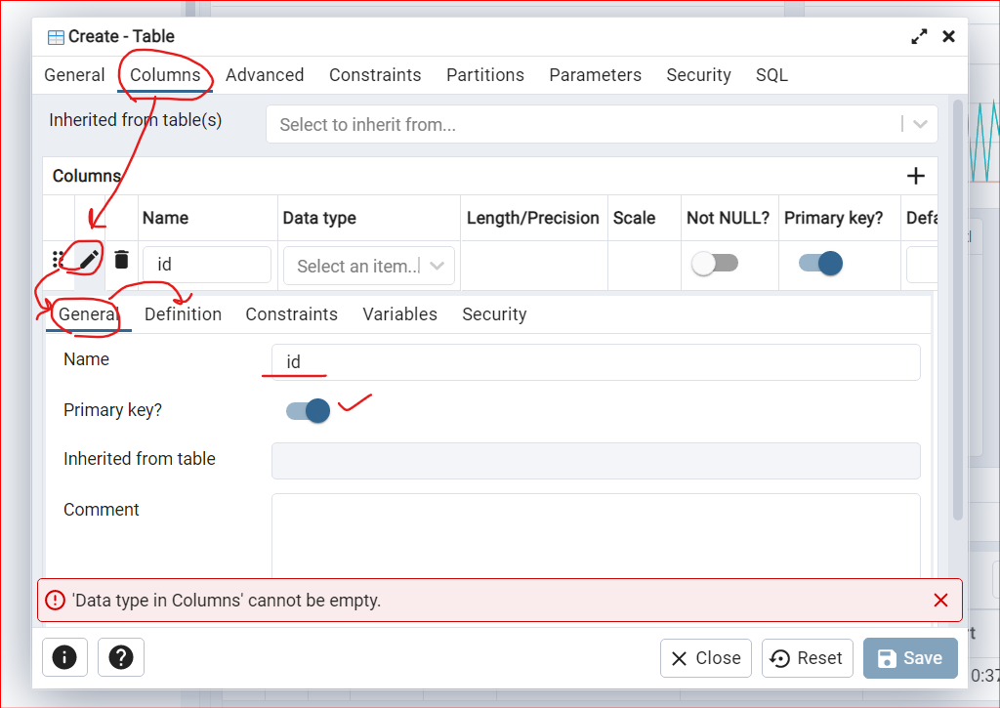 Create - Table
General Columns Advanced Constraints Partitions Parameters Security SQL
Inherited from table(s) Select to inherit from...
Columns
Name Data type Length/Precision Scale Not NULL? Primary key? Defa
id Select an item...
General Definition Constraints Variables Security
Name id
Primary key?
Inherited from table
Comment
'Data type in Columns' cannot be empty.
Close Reset Save
0:37